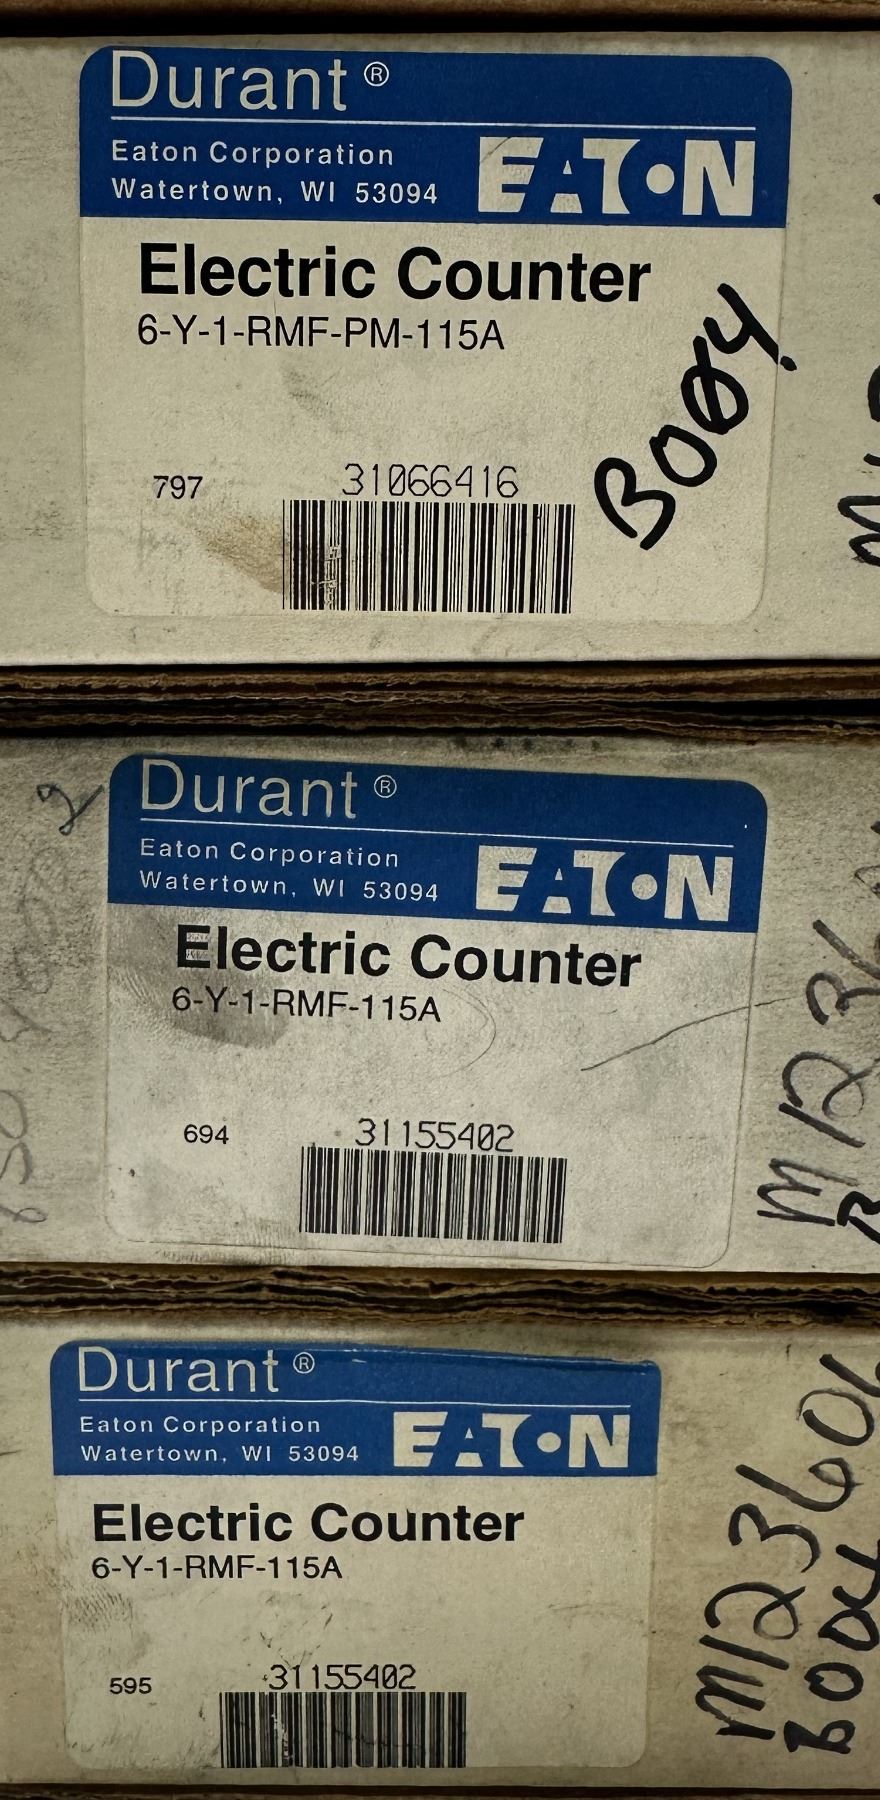 Durant®
Eaton Corporation
Watertown, WI 53094
EATON
Electric Counter
6-Y-1-RMF-PM-115A
B004
797
31066416
Durant®
Eaton Corporation
Watertown, WI 53094
EATON
Electric Counter
6-Y-1-RMF-115A
694
31155402
M1236
Durant®
Eaton Corporation
Watertown, WI 53094
EATON
Electric Counter
6-Y-1-RMF-115A
595
31155402
M12360
B004